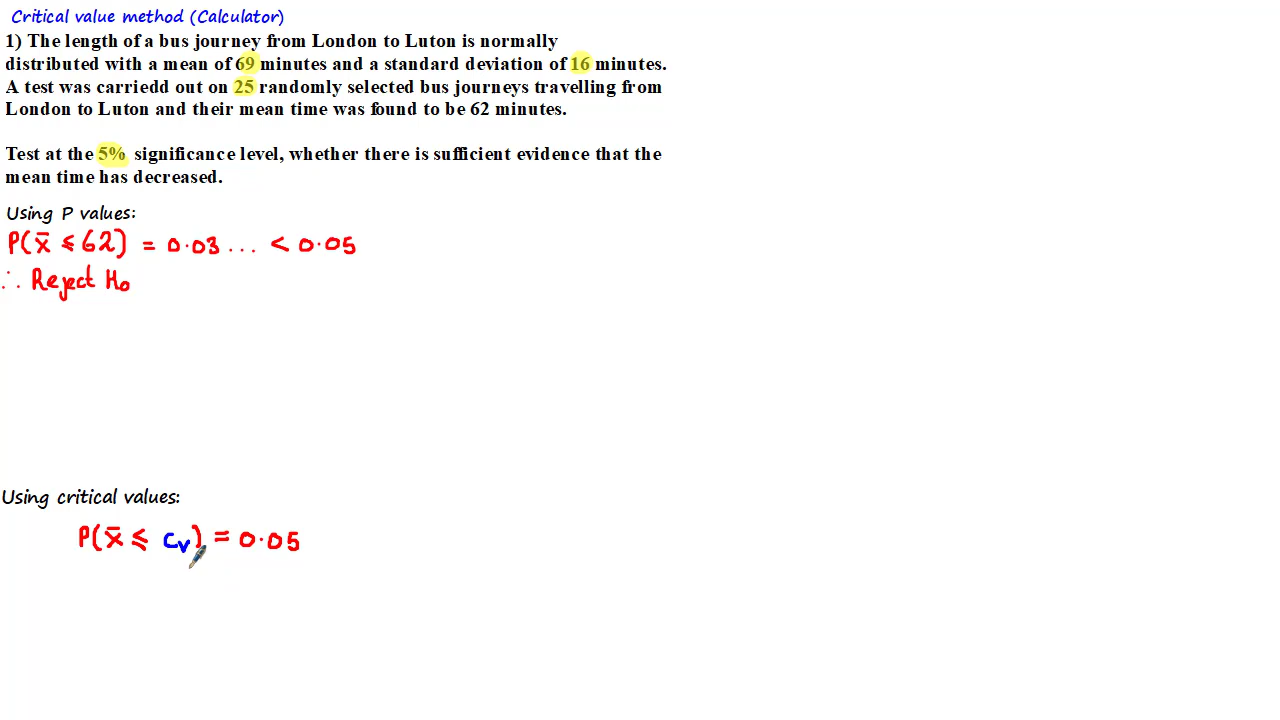 Critical value method (Calculator)
1) The length of a bus journey from London to Luton is normally
distributed with a mean of 69 minutes and a standard deviation of 16 minutes.
A test was carriedd out on 25 randomly selected bus journeys travelling from
London to Luton and their mean time was found to be 62 minutes.
Test at the 5% significance level, whether there is sufficient evidence that the
mean time has decreased.
Using P values:
P(x̄ ≤ 62) = 0.03... < 0.05
∴ Reject H₀
Using critical values:
P(x̄ ≤ Cv) = 0.05